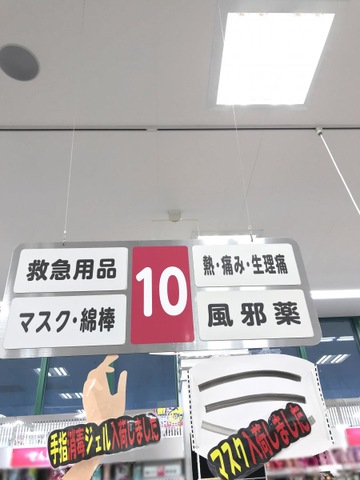 救急用品
マスク・綿棒
10
熱・痛み・生理痛
風邪薬
手指消毒ジェル入荷しました
マスク入荷しました